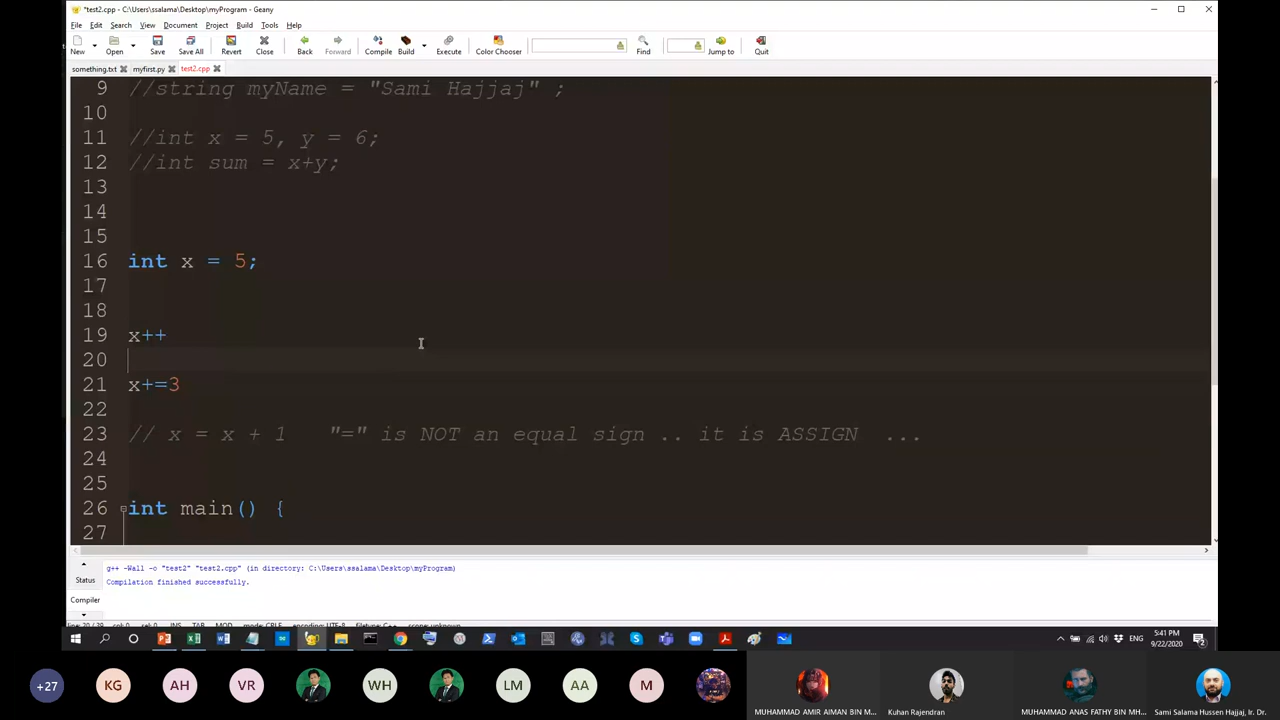 *test2.cpp - C:\Users\ssalama\Desktop\myProgram - Geany
File Edit Search View Document Project Build Tools Help
New Open Save Save All Revert Close Back Forward Compile Build Execute Color Chooser Find Jump to Quit
something.txt myfirst.py test2.cpp
9 //string myName = "Sami Hajjaj" ;
10
11 //int x = 5, y = 6;
12 //int sum = x+y;
13
14
15
16 int x = 5;
17
18
19 x++
20
21 x+=3
22
23 // x = x + 1 "=" is NOT an equal sign .. it is ASSIGN ...
24
25
26 int main() {
27
Status
Compiler
g++ -Wall -o "test2" "test2.cpp" (in directory: C:\Users\ssalama\Desktop\myProgram)
Compilation finished successfully.
ENG
5:41 PM
9/22/2020
+27 KG AH VR WH LM AA M
MUHAMMAD AMIR AIMAN BIN M...
Kuhan Rajendran
MUHAMMAD ANAS FATHY BIN MH...
Sami Salama Hussen Hajjaj, Ir. Dr.